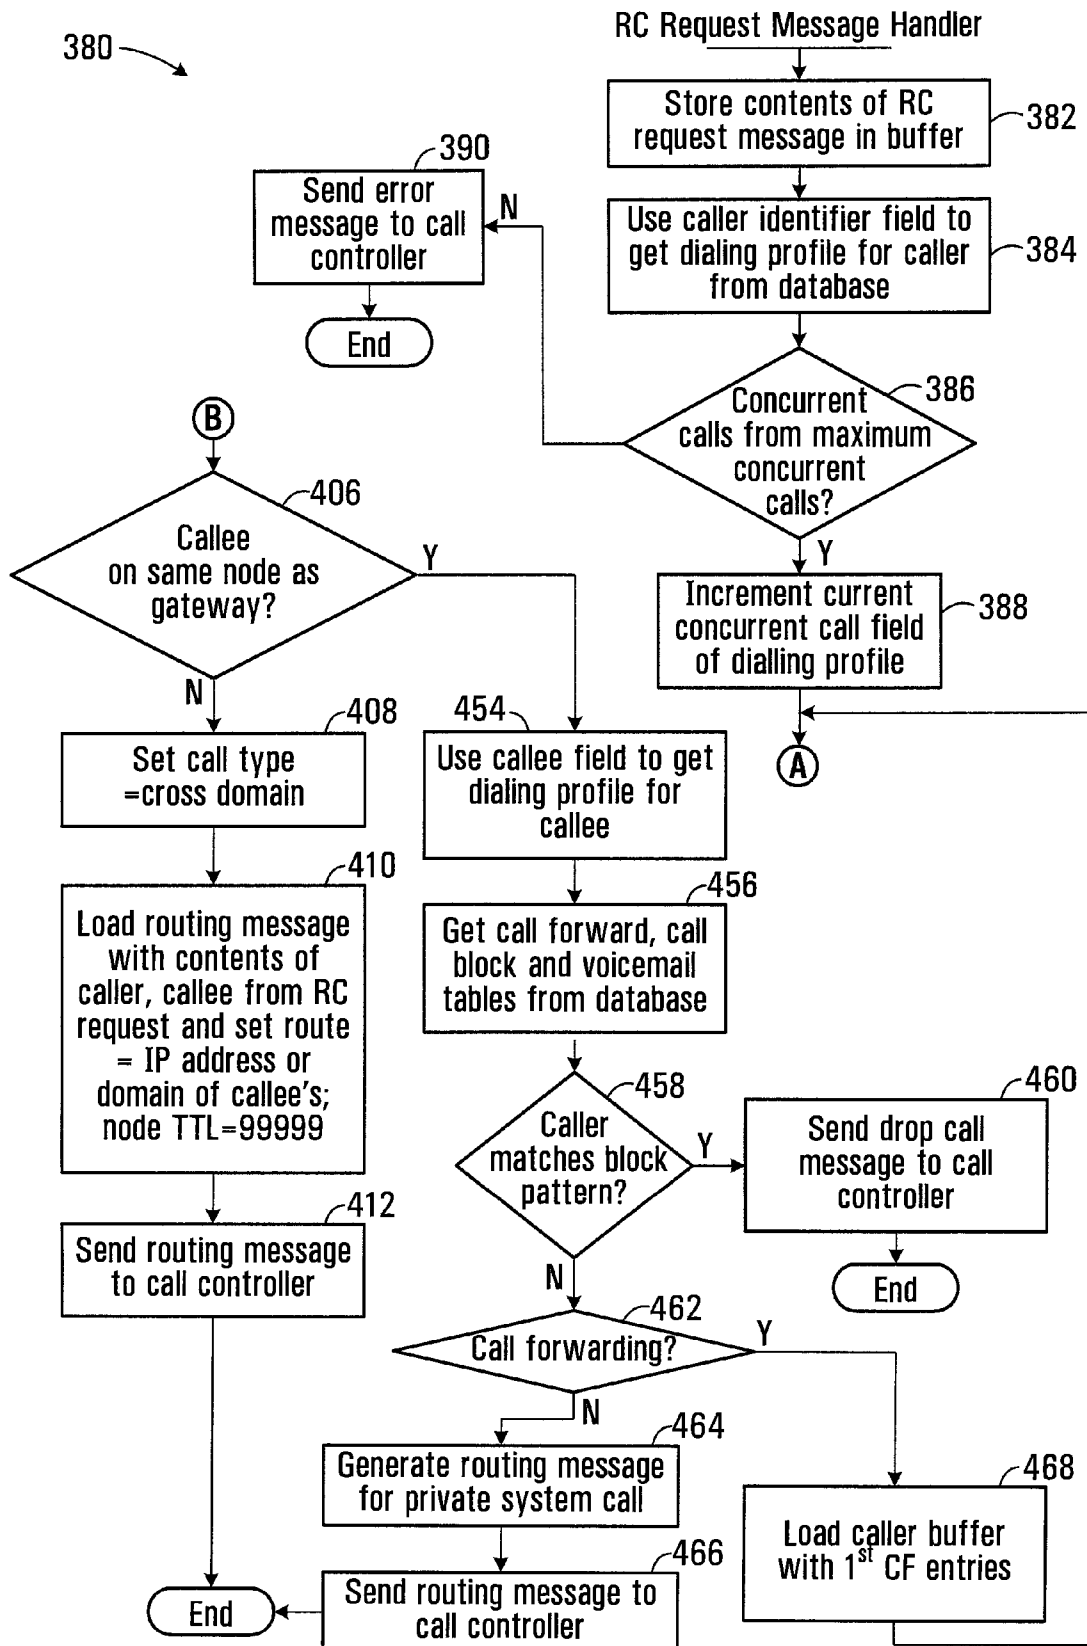 380
RC Request Message Handler
Store contents of RC
request message in buffer
382
Use caller identifier field to
get dialing profile for caller
from database
384
390
Send error
message to call
controller
N
End
Concurrent
calls from maximum
concurrent
calls?
386
Y
Increment current
concurrent call field
of dialling profile
388
A
B
Callee
on same node as
gateway?
406
Y
N
408
Set call type
=cross domain
410
Load routing message
with contents of
caller, callee from RC
request and set route
= IP address or
domain of callee's;
node TTL=99999
412
Send routing message
to call controller
454
Use callee field to get
dialing profile for
callee
456
Get call forward, call
block and voicemail
tables from database
458
Caller
matches block
pattern?
Y
N
460
Send drop call
message to call
controller
End
462
Call forwarding?
Y
N
464
Generate routing message
for private system call
466
Send routing message to
call controller
End
468
Load caller buffer
with 1st CF entries